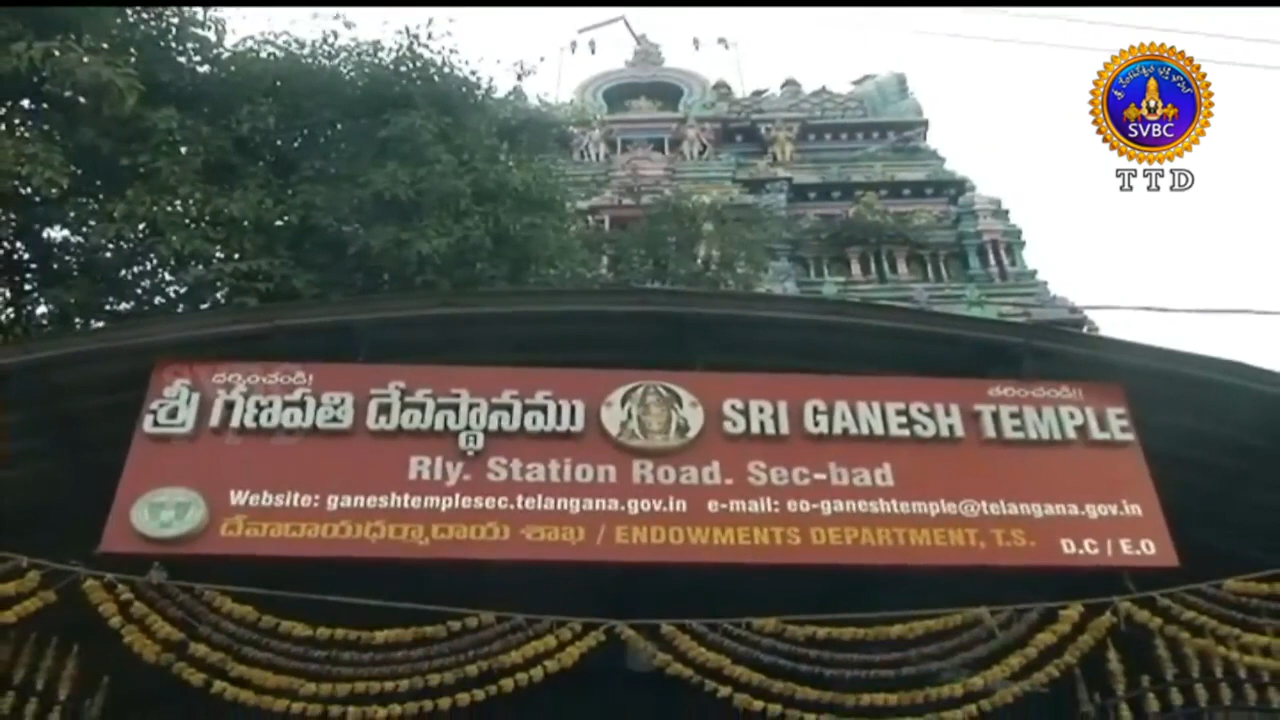 SVBC
TTD
దర్శించండి! తరించండి!!
శ్రీ గణపతి దేవస్థానము SRI GANESH TEMPLE
Rly. Station Road. Sec-bad
Website: ganeshtemplesec.telangana.gov.in e-mail: eo-ganeshtemple@telangana.gov.in
దేవాదాయధర్మాదాయ శాఖ / ENDOWMENTS DEPARTMENT, T.S.
D.C / E.O